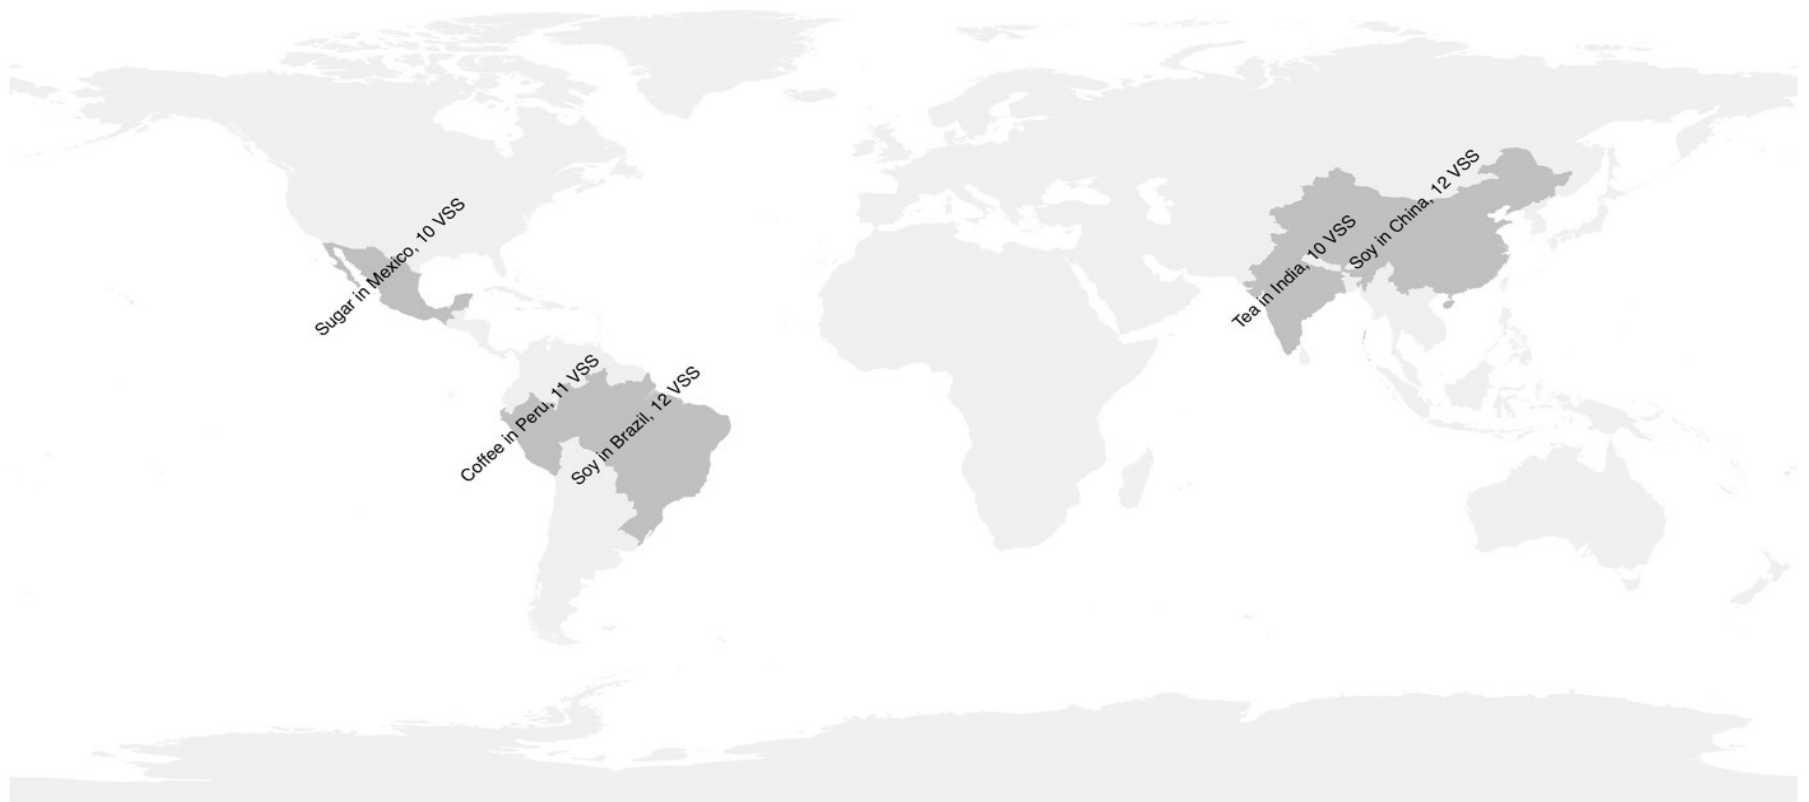 Sugar in Mexico, 10 VSS
Coffee in Peru, 11 VSS
Soy in Brazil, 12 VSS
Tea in India, 10 VSS
Soy in China, 12 VSS